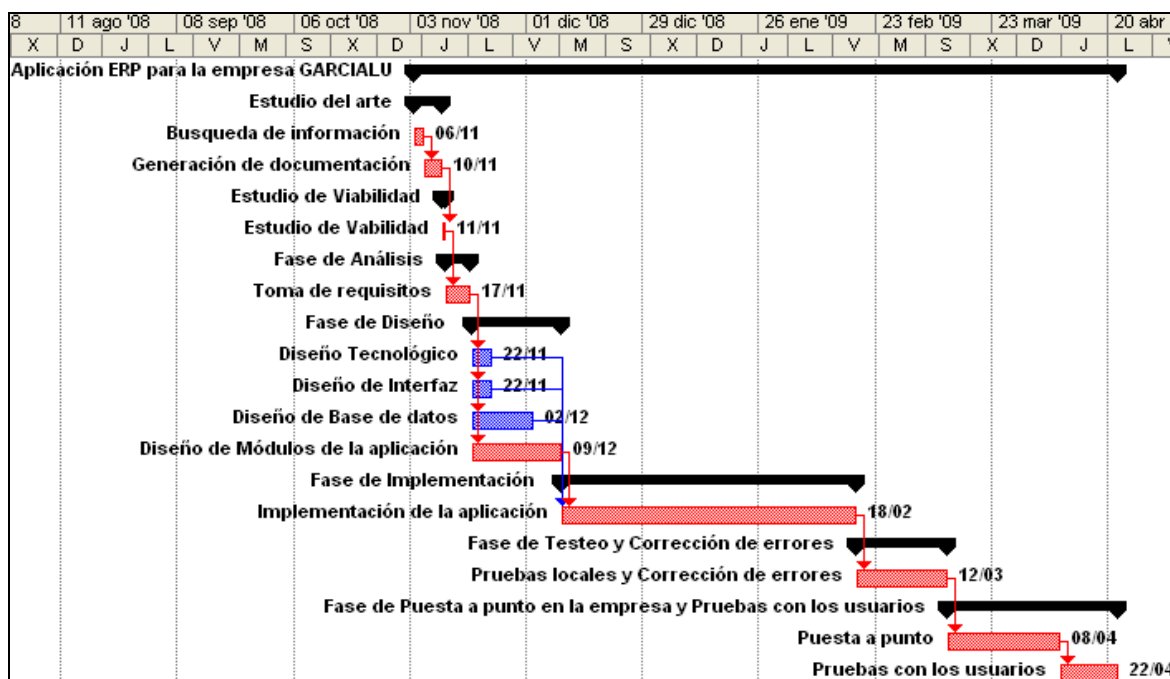 8 11 ago '08 08 sep '08 06 oct '08 03 nov '08 01 dic '08 29 dic '08 26 ene '09 23 feb '09 23 mar '09 20 abr
X D J L V M S X D J L V M S X D J L V M S X D J L V
Aplicación ERP para la empresa GARCIALU
Estudio del arte
Busqueda de información 06/11
Generación de documentación 10/11
Estudio de Viabilidad
Estudio de Vabilidad 11/11
Fase de Análisis
Toma de requisitos 17/11
Fase de Diseño
Diseño Tecnológico 22/11
Diseño de Interfaz 22/11
Diseño de Base de datos 02/12
Diseño de Módulos de la aplicación 09/12
Fase de Implementación
Implementación de la aplicación 18/02
Fase de Testeo y Corrección de errores
Pruebas locales y Corrección de errores 12/03
Fase de Puesta a punto en la empresa y Pruebas con los usuarios
Puesta a punto 08/04
Pruebas con los usuarios 22/04